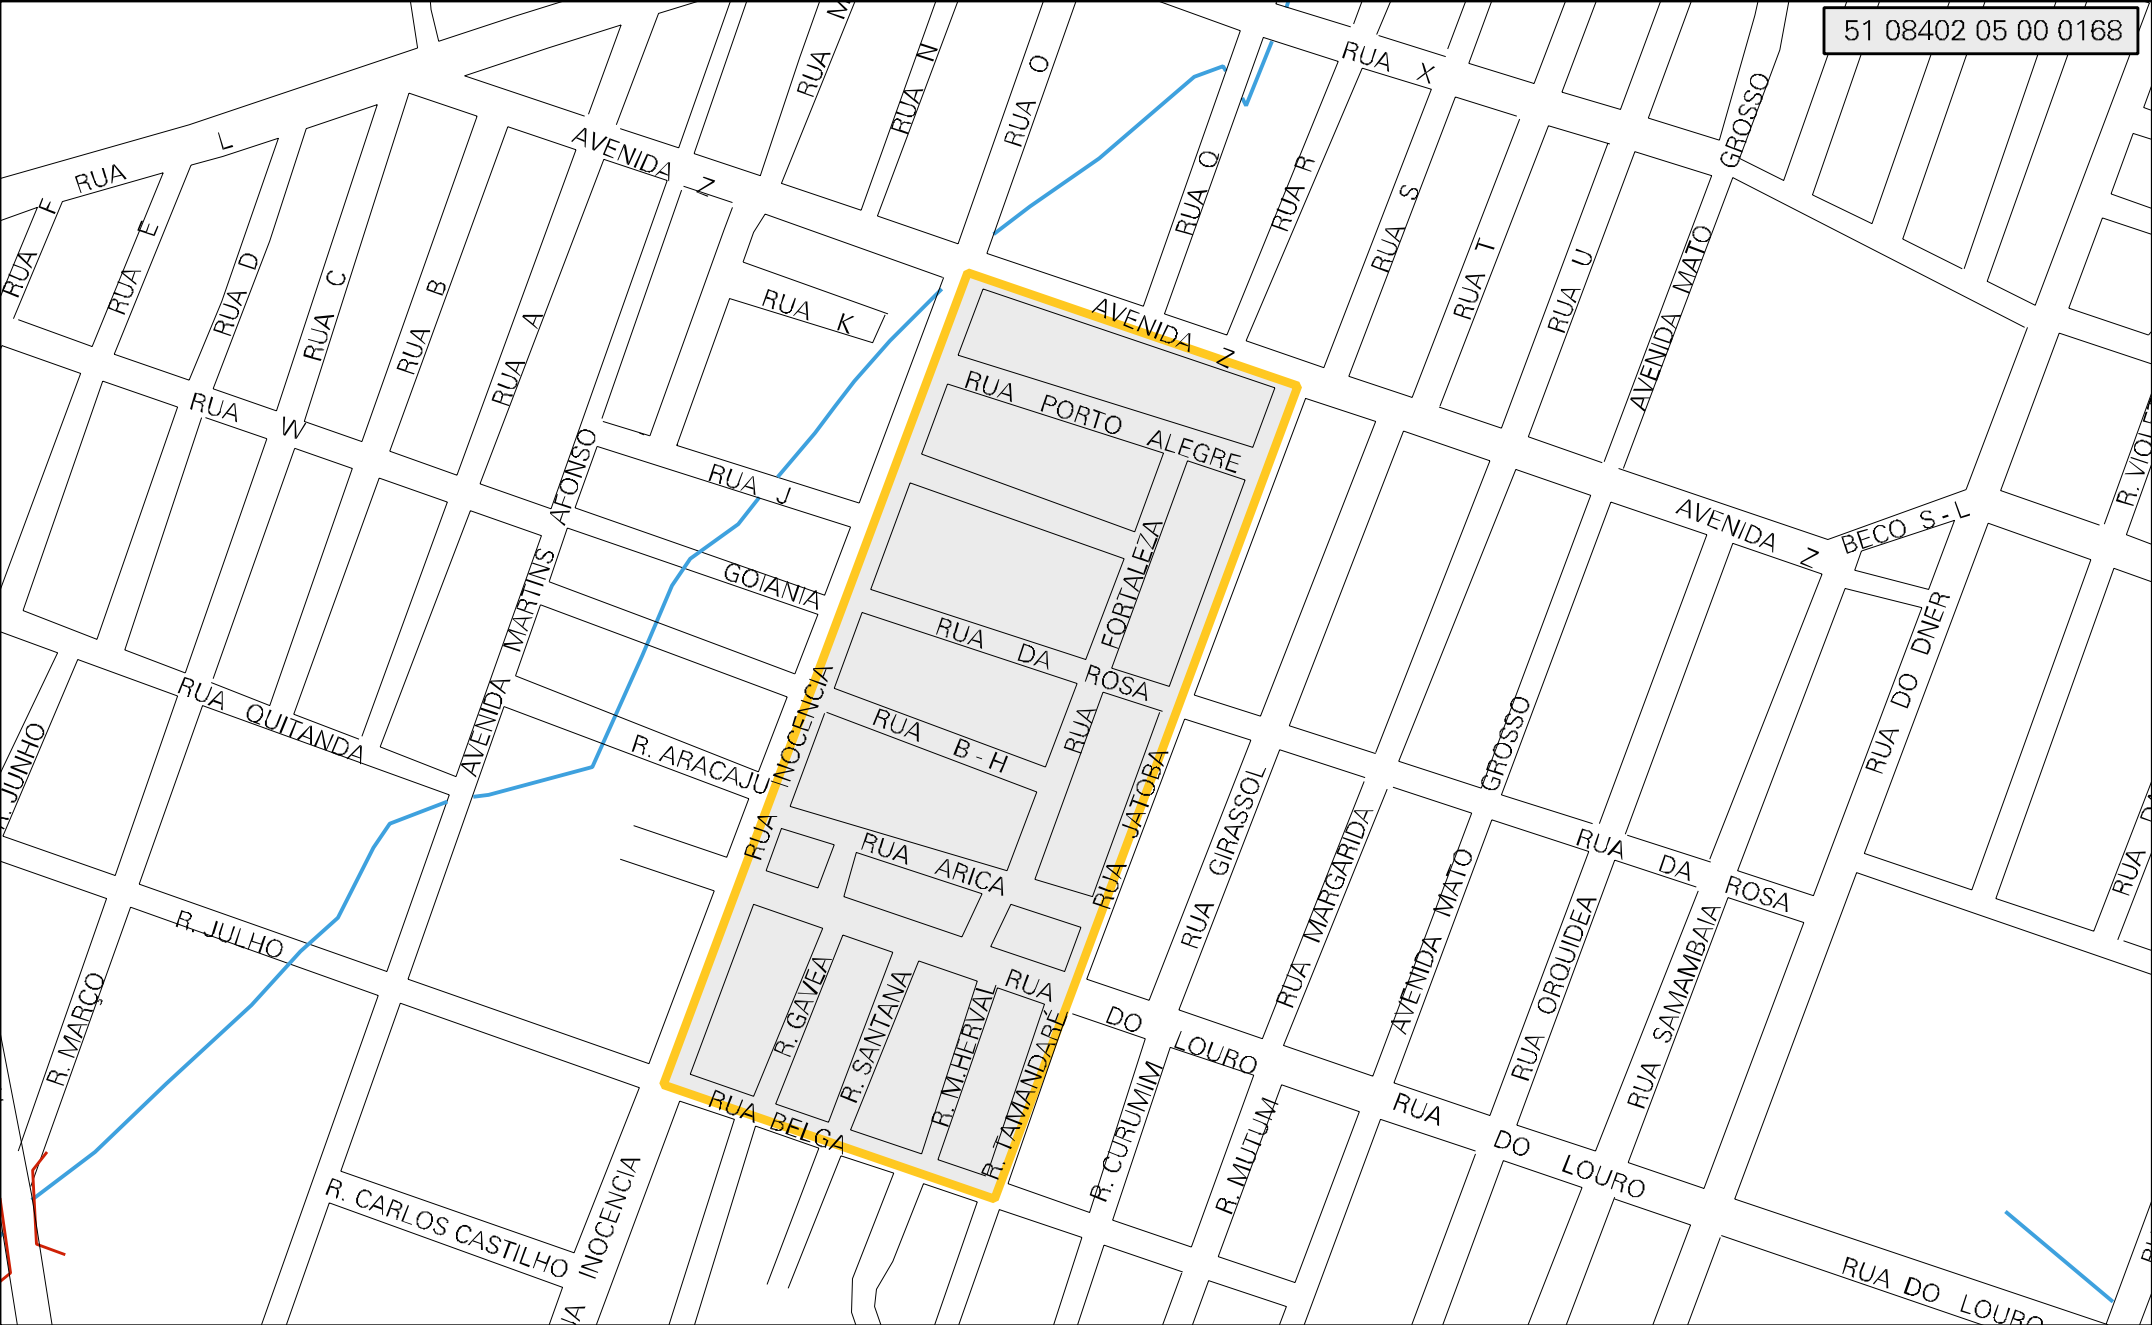 51 08402 05 00 0168
RUA N
RUA O
RUA X
GROSSO
AVENIDA Z
RUA L
RUA F
RUA E
RUA D
RUA C
RUA B
RUA A
RUA Q
RUA R
RUA S
RUA T
RUA U
AVENIDA MATO
RUA K
AVENIDA Z
RUA W
RUA PORTO ALEGRE
AFONSO
RUA J
AVENIDA Z
BECO S-L
GOIANIA
FORTALEZA
AVENIDA MARTINS
RUA DA ROSA
RUA DO DNER
RUA QUITANDA
R. ARACAJU
RUA INOCENCIA
RUA B-H
RUA
RUA JATOBA
RUA GIRASSOL
RUA MARGARIDA
GROSSO
AVENIDA MATO
RUA DA ROSA
RUA ARICA
RUA ORQUIDEA
RUA SAMAMBAIA
R. JULHO
R. MARÇO
JUNHO
R. GAVEA
R. SANTANA
R. M.HERVAL
R. TAMANDARÉ
RUA DO LOURO
R. CURUMIM
R. MUTUM
RUA BELGA
RUA DO LOURO
R. CARLOS CASTILHO
INOCENCIA
RUA DO LOURO